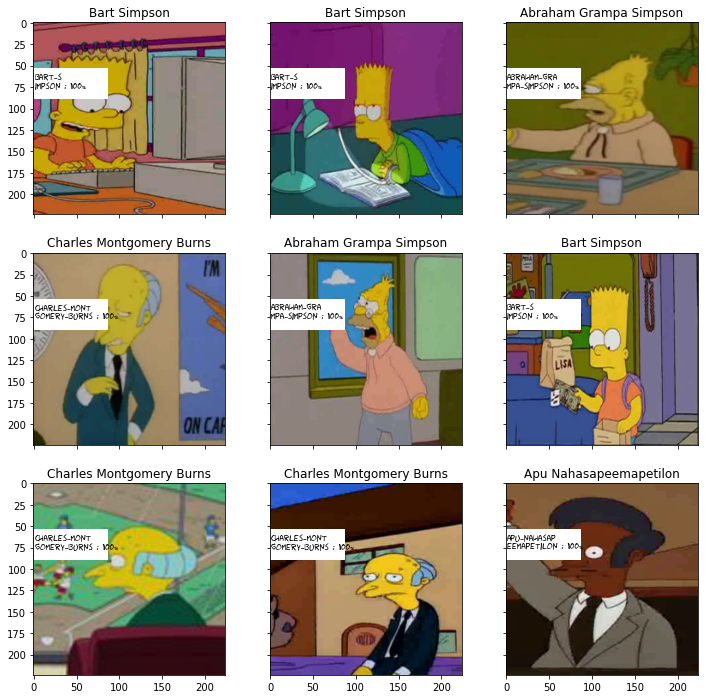 Bart Simpson
Bart Simpson
Abraham Grampa Simpson
0
25
50
75
100
125
150
175
200
BART-S
IMPSON : 100%
BART-S
IMPSON : 100%
ABRAHAM-GRA
MPA-SIMPSON : 100%
Charles Montgomery Burns
Abraham Grampa Simpson
Bart Simpson
0
25
50
75
100
125
150
175
200
CHARLES-MONT
GOMERY-BURNS : 100%
I'M
ON CAP
ABRAHAM-GRA
MPA-SIMPSON : 100%
BART-S
IMPSON : 100%
LISA
Charles Montgomery Burns
Charles Montgomery Burns
Apu Nahasapeemapetilon
0
25
50
75
100
125
150
175
200
CHARLES-MONT
GOMERY-BURNS : 100%
CHARLES-MONT
GOMERY-BURNS : 100%
APU-NAHASAP
EEMAPETILON : 100%
0 50 100 150 200
0 50 100 150 200
0 50 100 150 200